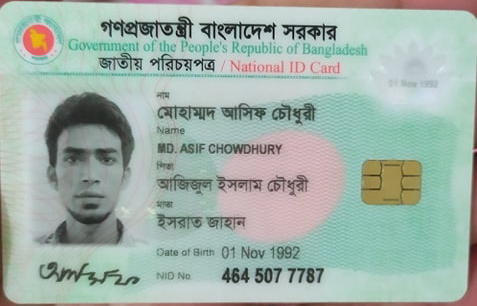 গণপ্রজাতন্ত্রী বাংলাদেশ সরকার
Government of the People's Republic of Bangladesh
জাতীয় পরিচয়পত্র / National ID Card
01 Nov 1992
নাম
মোহাম্মদ আসিফ চৌধুরী
Name
MD. ASIF CHOWDHURY
পিতা
আজিজুল ইসলাম চৌধুরী
মাতা
ইসরাত জাহান
Date of Birth 01 Nov 1992
NID No. 464 507 7787